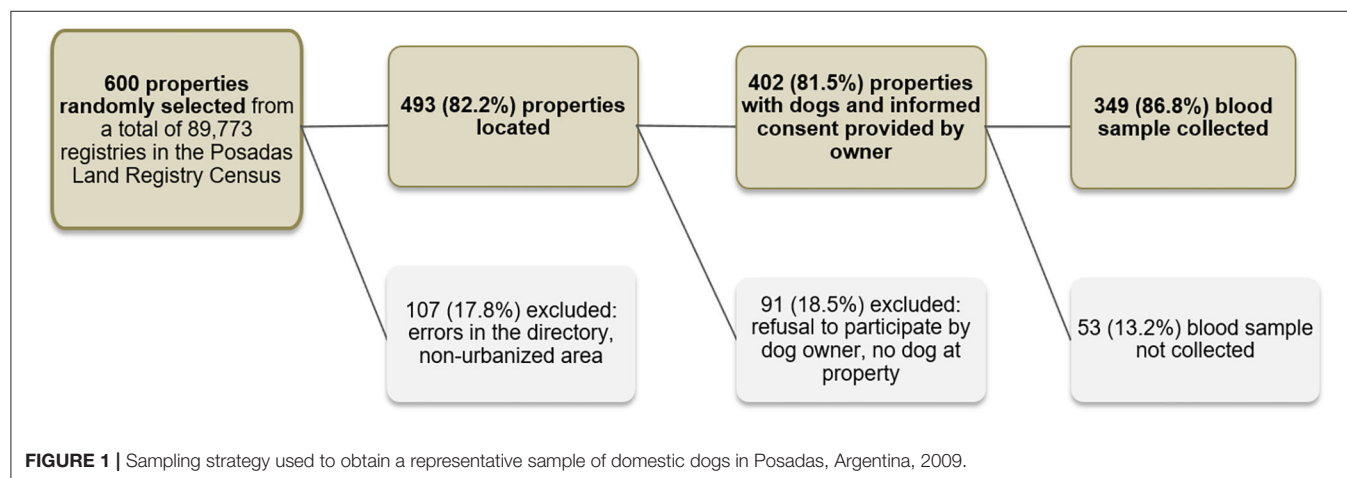 600 properties
randomly selected from
a total of 89,773
registries in the Posadas
Land Registry Census
493 (82.2%) properties
located
402 (81.5%) properties
with dogs and informed
consent provided by
owner
349 (86.8%) blood
sample collected
107 (17.8%) excluded:
errors in the directory,
non-urbanized area
91 (18.5%) excluded:
refusal to participate by
dog owner, no dog at
property
53 (13.2%) blood sample
not collected
FIGURE 1 | Sampling strategy used to obtain a representative sample of domestic dogs in Posadas, Argentina, 2009.